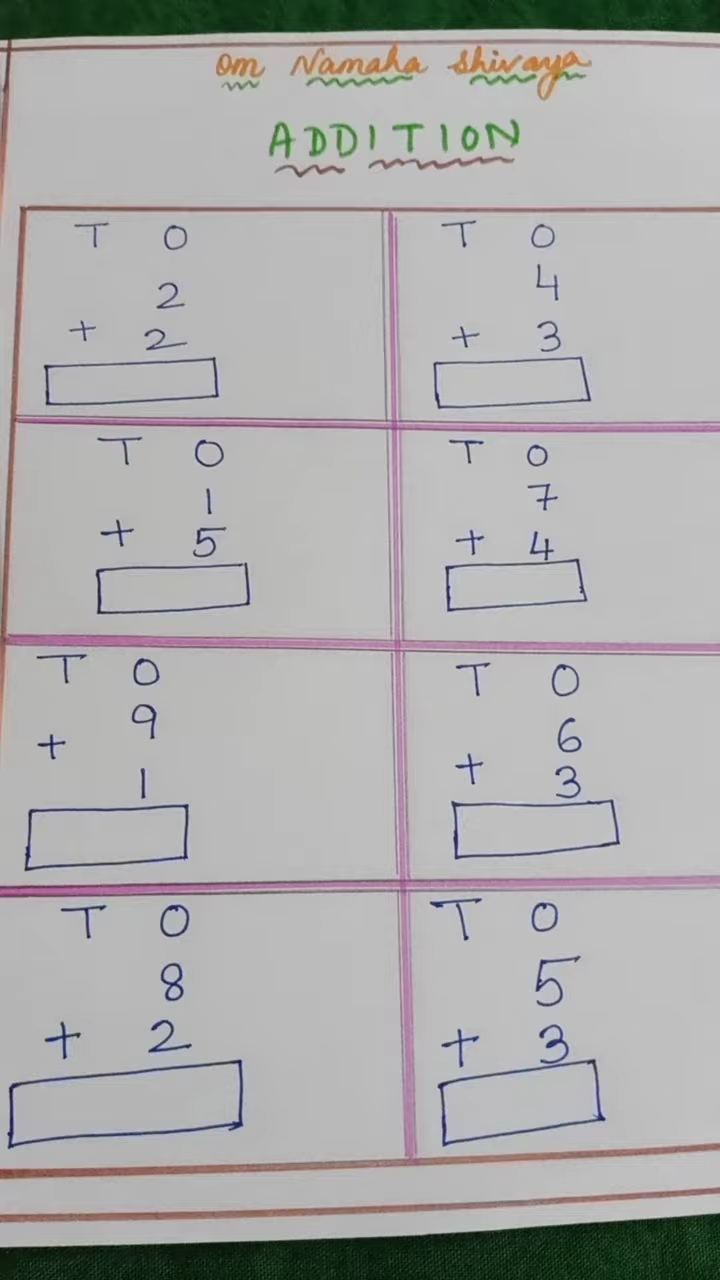 Om Namaha Shivaya
ADDITION
T O
2
+ 2
T O
4
+ 3
T O
1
+ 5
T O
7
+ 4
T O
9
+
1
T O
6
+ 3
T O
8
+ 2
T O
5
+ 3